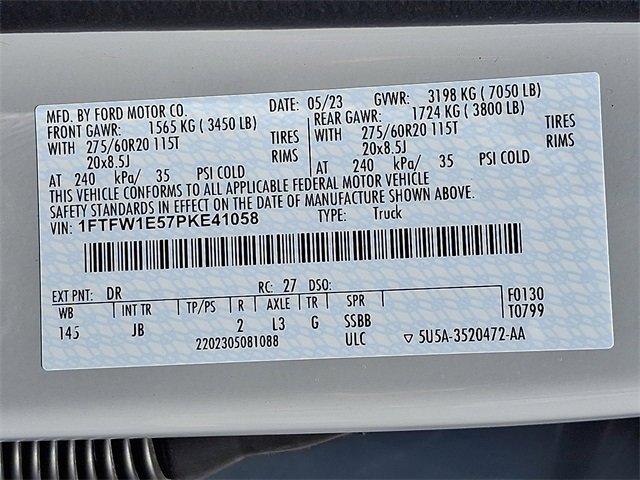 MFD. BY FORD MOTOR CO. DATE: 05/23 GVWR: 3198 KG ( 7050 LB)
FRONT GAWR: 1565 KG ( 3450 LB) REAR GAWR: 1724 KG ( 3800 LB)
WITH 275/60R20 115T TIRES 275/60R20 115T TIRES
20x8.5J RIMS 20x8.5J RIMS
AT 240 kPa/ 35 PSI COLD AT 240 kPa/ 35 PSI COLD
THIS VEHICLE CONFORMS TO ALL APPLICABLE FEDERAL MOTOR VEHICLE
SAFETY STANDARDS IN EFFECT ON THE DATE OF MANUFACTURE SHOWN ABOVE.
VIN: 1FTFW1E57PKE41058 TYPE: Truck
EXT PNT: DR RC: 27 DSO:
WB INT TR TP/PS R AXLE TR SPR F0130
145 JB 2 L3 G SSBB T0799
2202305081088 ULC ▽ 5U5A-3520472-AA